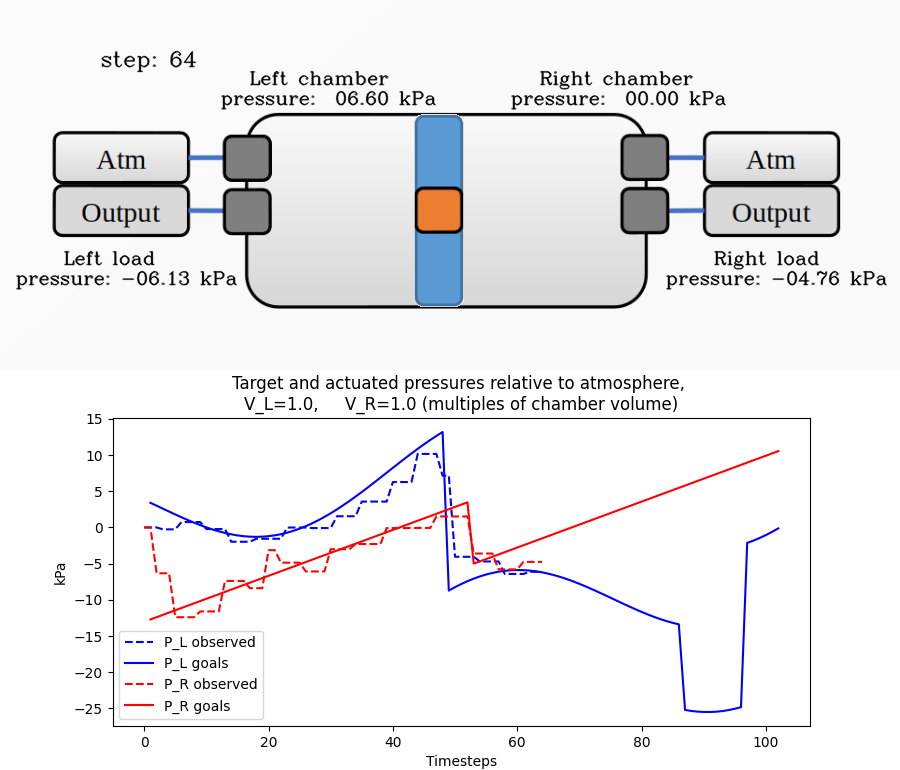 step: 64
Left chamber
pressure: 06.60 kPa
Right chamber
pressure: 00.00 kPa
Atm
Output
Atm
Output
Left load
pressure: −06.13 kPa
Right load
pressure: −04.76 kPa
Target and actuated pressures relative to atmosphere,
V_L=1.0, V_R=1.0 (multiples of chamber volume)
15
10
5
0
−5
−10
−15
−20
−25
kPa
P_L observed
P_L goals
P_R observed
P_R goals
0 20 40 60 80 100
Timesteps